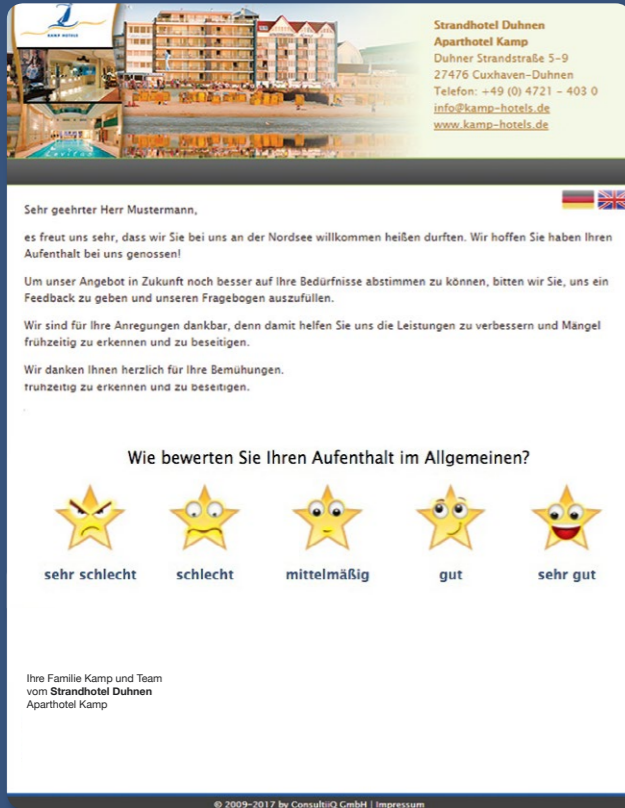 KAMP HOTELS
Strandhotel Duhnen
Aparthotel Kamp
Duhner Strandstraße 5-9
27476 Cuxhaven-Duhnen
Telefon: +49 (0) 4721 - 403 0
info@kamp-hotels.de
www.kamp-hotels.de
Sehr geehrter Herr Mustermann,
es freut uns sehr, dass wir Sie bei uns an der Nordsee willkommen heißen durften. Wir hoffen Sie haben Ihren
Aufenthalt bei uns genossen!
Um unser Angebot in Zukunft noch besser auf Ihre Bedürfnisse abstimmen zu können, bitten wir Sie, uns ein
Feedback zu geben und unseren Fragebogen auszufüllen.
Wir sind für Ihre Anregungen dankbar, denn damit helfen Sie uns die Leistungen zu verbessern und Mängel
frühzeitig zu erkennen und zu beseitigen.
Wir danken Ihnen herzlich für Ihre Bemühungen.
frühzeitig zu erkennen und zu beseitigen.
Wie bewerten Sie Ihren Aufenthalt im Allgemeinen?
sehr schlecht schlecht mittelmäßig gut sehr gut
Ihre Familie Kamp und Team
vom Strandhotel Duhnen
Aparthotel Kamp
© 2009-2017 by ConsultiiQ GmbH | Impressum